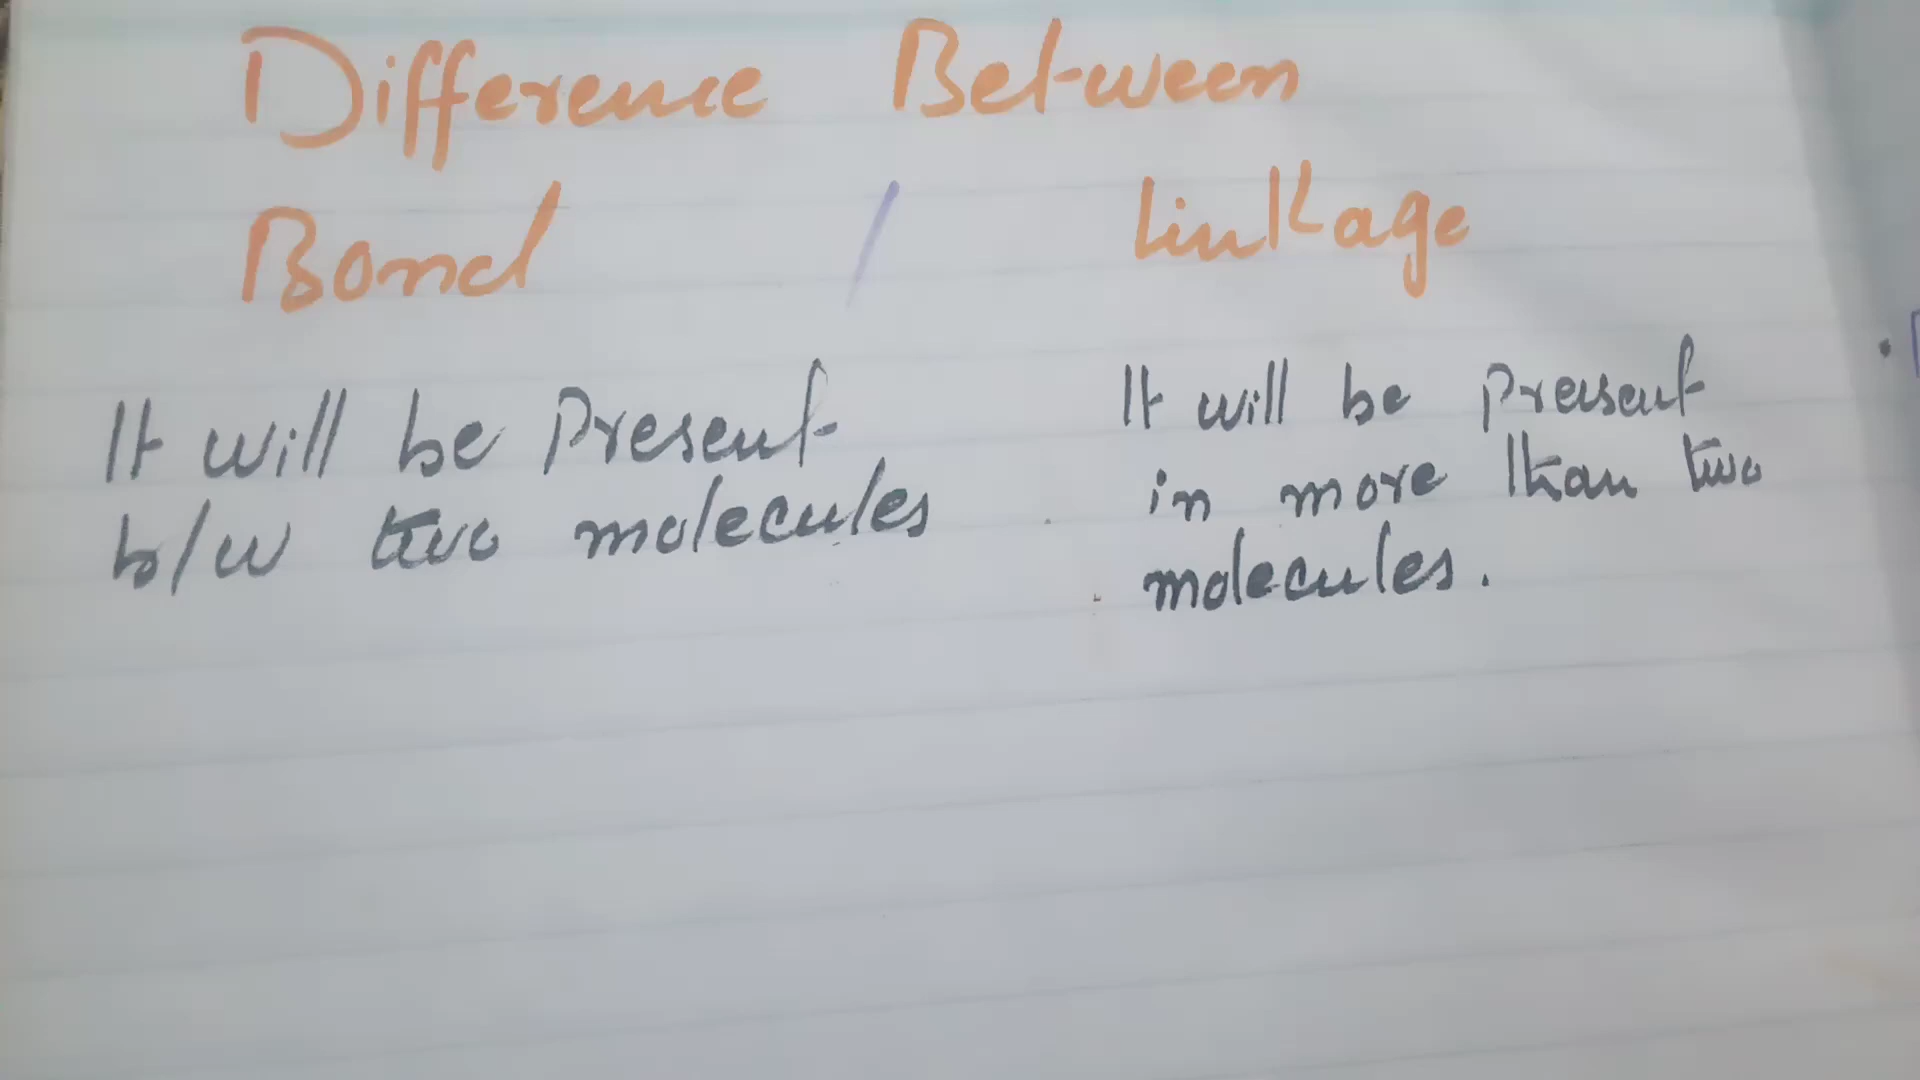 Difference Between
Bond / Linkage
It will be Present
b/w two molecules
It will be present
in more than two
molecules.